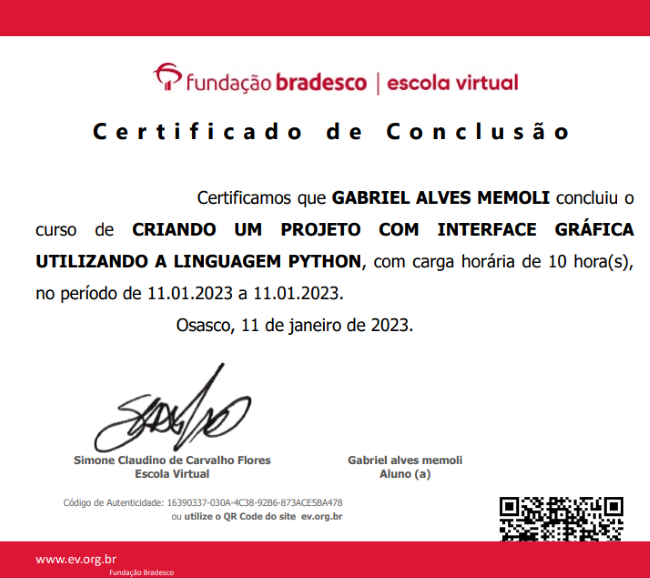 fundação bradesco | escola virtual
Certificado de Conclusão
Certificamos que GABRIEL ALVES MEMOLI concluiu o
curso de CRIANDO UM PROJETO COM INTERFACE GRÁFICA
UTILIZANDO A LINGUAGEM PYTHON, com carga horária de 10 hora(s),
no período de 11.01.2023 a 11.01.2023.
Osasco, 11 de janeiro de 2023.
Simone Claudino de Carvalho Flores
Escola Virtual
Gabriel alves memoli
Aluno (a)
Código de Autenticidade: 16390337-030A-4C38-92B6-873ACE5BA478
ou utilize o QR Code do site ev.org.br
www.ev.org.br
Fundação Bradesco